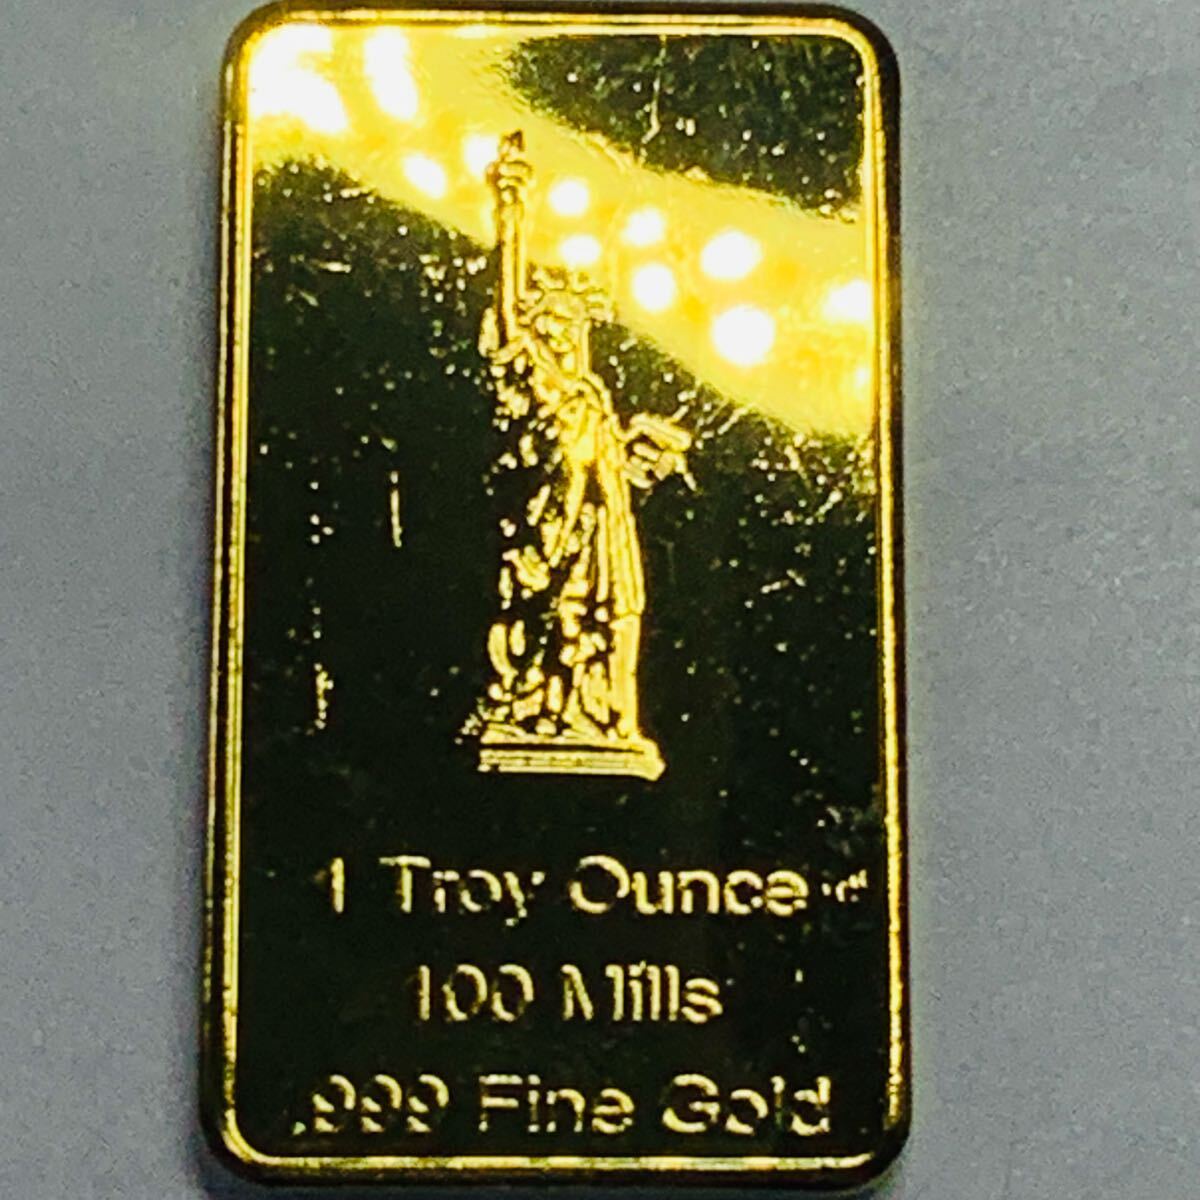 1 Troy Ounce
100 Mills
.999 Fine Gold